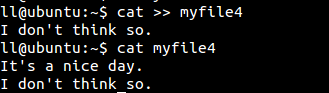 ll@ubuntu:~$ cat >> myfile4
I don't think so.
ll@ubuntu:~$ cat myfile4
It's a nice day.
I don't think so.